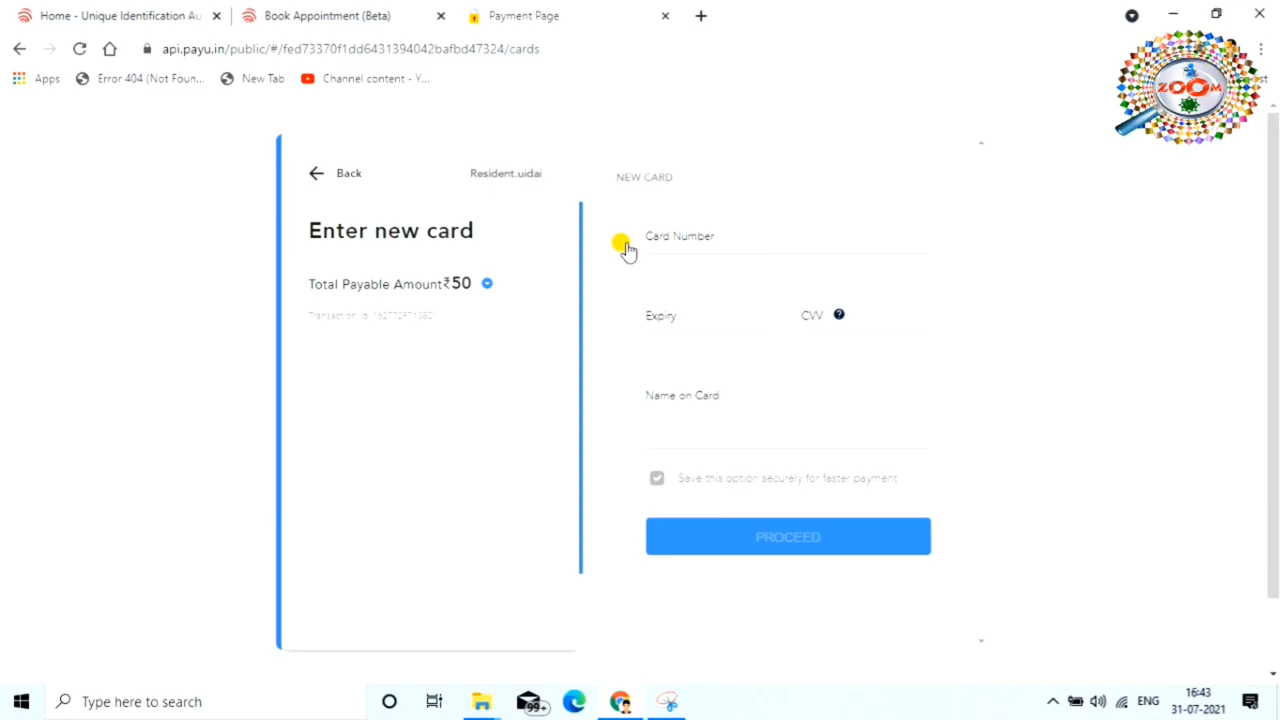 Home - Unique Identification Au
Book Appointment (Beta)
Payment Page
api.payu.in/public/#/fed73370f1dd6431394042bafbd47324/cards
Apps
Error 404 (Not Foun...
New Tab
Channel content - Y...
ZOOM
Back
Resident.uidai
NEW CARD
Enter new card
Card Number
Total Payable Amount₹50
Transaction id:
Expiry
CVV
Name on Card
Save this option securely for faster payment
PROCEED
Type here to search
99+
ENG
16:43
31-07-2021